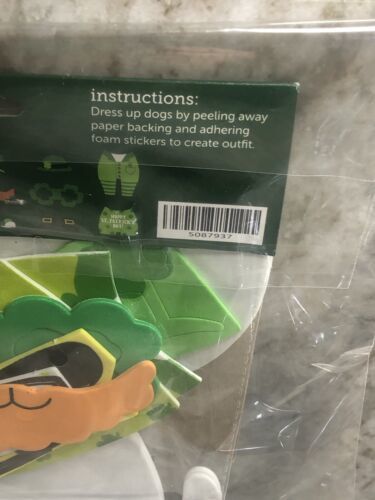 instructions:
Dress up dogs by peeling away
paper backing and adhering
foam stickers to create outfit.
HAPPY
ST. PATRICK'S
DAY!
5087937